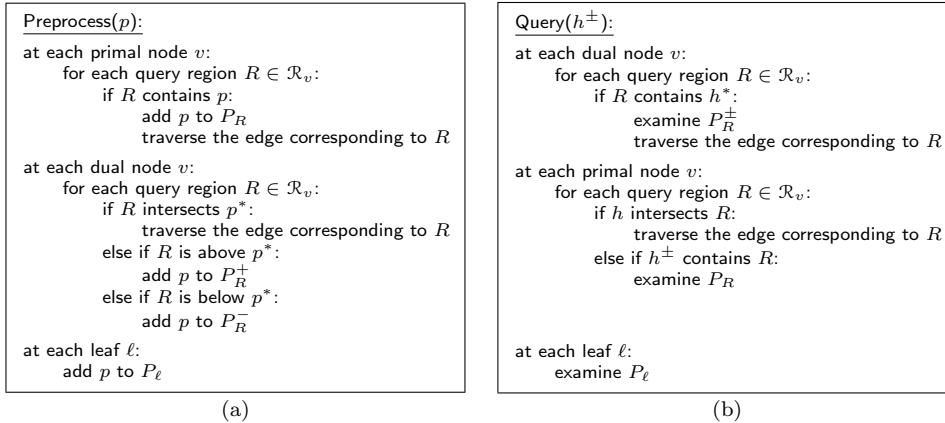 Preprocess(p):
at each primal node v:
for each query region R ∈ ℛ_v:
if R contains p:
add p to P_R
traverse the edge corresponding to R
at each dual node v:
for each query region R ∈ ℛ_v:
if R intersects p*:
traverse the edge corresponding to R
else if R is above p*:
add p to P_R^+
else if R is below p*:
add p to P_R^-
at each leaf ℓ:
add p to P_ℓ
(a)
Query(h^±):
at each dual node v:
for each query region R ∈ ℛ_v:
if R contains h*:
examine P_R^±
traverse the edge corresponding to R
at each primal node v:
for each query region R ∈ ℛ_v:
if h intersects R:
traverse the edge corresponding to R
else if h^± contains R:
examine P_R
at each leaf ℓ:
examine P_ℓ
(b)